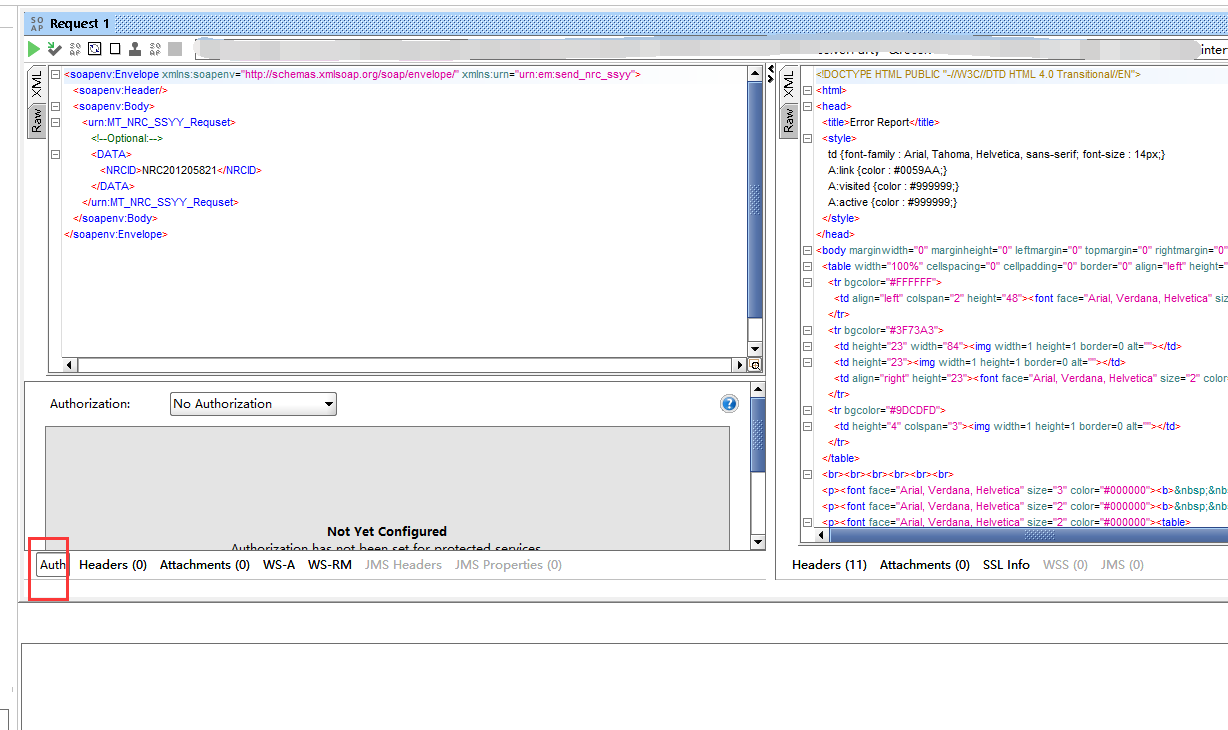 SO AP Request 1
inter
XML
Raw
<soapenv:Envelope xmlns:soapenv="http://schemas.xmlsoap.org/soap/envelope/" xmlns:urn="urn:em:send_nrc_ssyy">
<soapenv:Header/>
<soapenv:Body>
<urn:MT_NRC_SSYY_Requset>
<!--Optional:-->
<DATA>
<NRCID>NRC201205821</NRCID>
</DATA>
</urn:MT_NRC_SSYY_Requset>
</soapenv:Body>
</soapenv:Envelope>
Authorization:
No Authorization
Not Yet Configured
Authorization has not been set for protected services
Auth
Headers (0)
Attachments (0)
WS-A
WS-RM
JMS Headers
JMS Properties (0)
XML
Raw
<!DOCTYPE HTML PUBLIC "-//W3C//DTD HTML 4.0 Transitional//EN">
<html>
<head>
<title>Error Report</title>
<style>
td {font-family : Arial, Tahoma, Helvetica, sans-serif; font-size : 14px;}
A:link {color : #0059AA;}
A:visited {color : #999999;}
A:active {color : #999999;}
</style>
</head>
<body marginwidth="0" marginheight="0" leftmargin="0" topmargin="0" rightmargin="0"
<table width="100%" cellspacing="0" cellpadding="0" border="0" align="left" height="
<tr bgcolor="#FFFFFF">
<td align="left" colspan="2" height="48"><font face="Arial, Verdana, Helvetica" siz
</tr>
<tr bgcolor="#3F73A3">
<td height="23" width="84"><img width=1 height=1 border=0 alt=""></td>
<td height="23"><img width=1 height=1 border=0 alt=""></td>
<td align="right" height="23"><font face="Arial, Verdana, Helvetica" size="2" color=
</tr>
<tr bgcolor="#9DCDFD">
<td height="4" colspan="3"><img width=1 height=1 border=0 alt=""></td>
</tr>
</table>
<br><br><br><br><br><br>
<p><font face="Arial, Verdana, Helvetica" size="3" color="#000000"><b>&nbsp;&nb
<p><font face="Arial, Verdana, Helvetica" size="2" color="#000000"><b>&nbsp;&nb
<p><font face="Arial, Verdana, Helvetica" size="2" color="#000000"><table>
Headers (11)
Attachments (0)
SSL Info
WSS (0)
JMS (0)